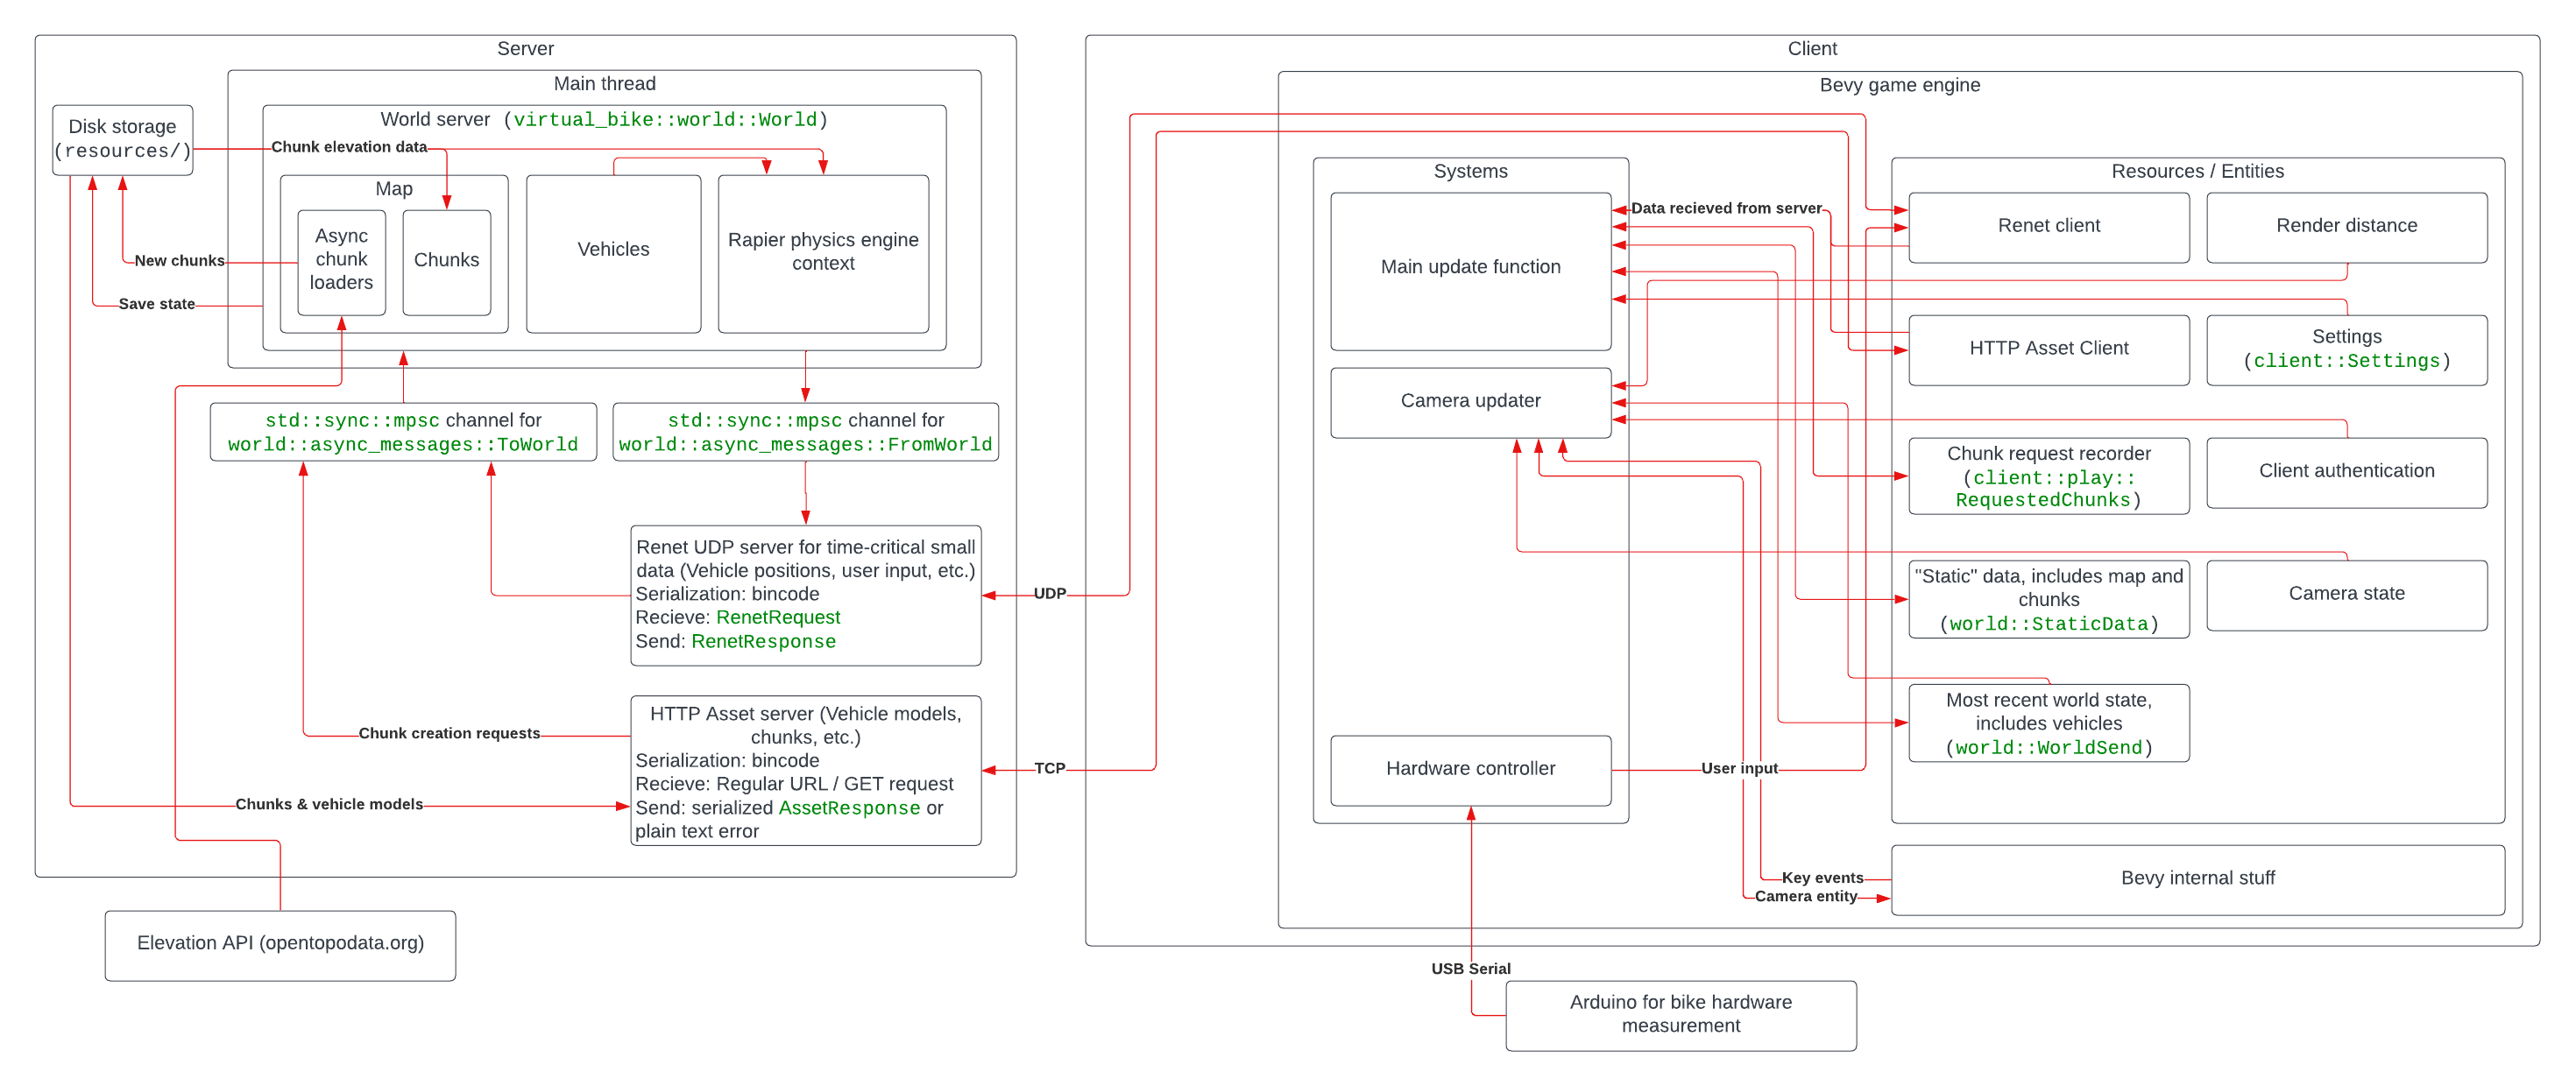 Server
Main thread
World server (virtual_bike::world::World)
Disk storage
(resources/)
Chunk elevation data
Map
Async
chunk
loaders
Chunks
Vehicles
Rapier physics engine
context
New chunks
Save state
std::sync::mpsc channel for
world::async_messages::ToWorld
std::sync::mpsc channel for
world::async_messages::FromWorld
Renet UDP server for time-critical small
data (Vehicle positions, user input, etc.)
Serialization: bincode
Recieve: RenetRequest
Send: RenetResponse
HTTP Asset server (Vehicle models,
chunks, etc.)
Serialization: bincode
Recieve: Regular URL / GET request
Send: serialized AssetResponse or
plain text error
Chunk creation requests
Chunks & vehicle models
Elevation API (opentopodata.org)
UDP
TCP
Client
Bevy game engine
Systems
Main update function
Camera updater
Hardware controller
Data recieved from server
User input
Key events
Camera entity
USB Serial
Resources / Entities
Renet client
Render distance
HTTP Asset Client
Settings
(client::Settings)
Chunk request recorder
(client::play::
RequestedChunks)
Client authentication
"Static" data, includes map and
chunks
(world::StaticData)
Camera state
Most recent world state,
includes vehicles
(world::WorldSend)
Bevy internal stuff
Arduino for bike hardware
measurement